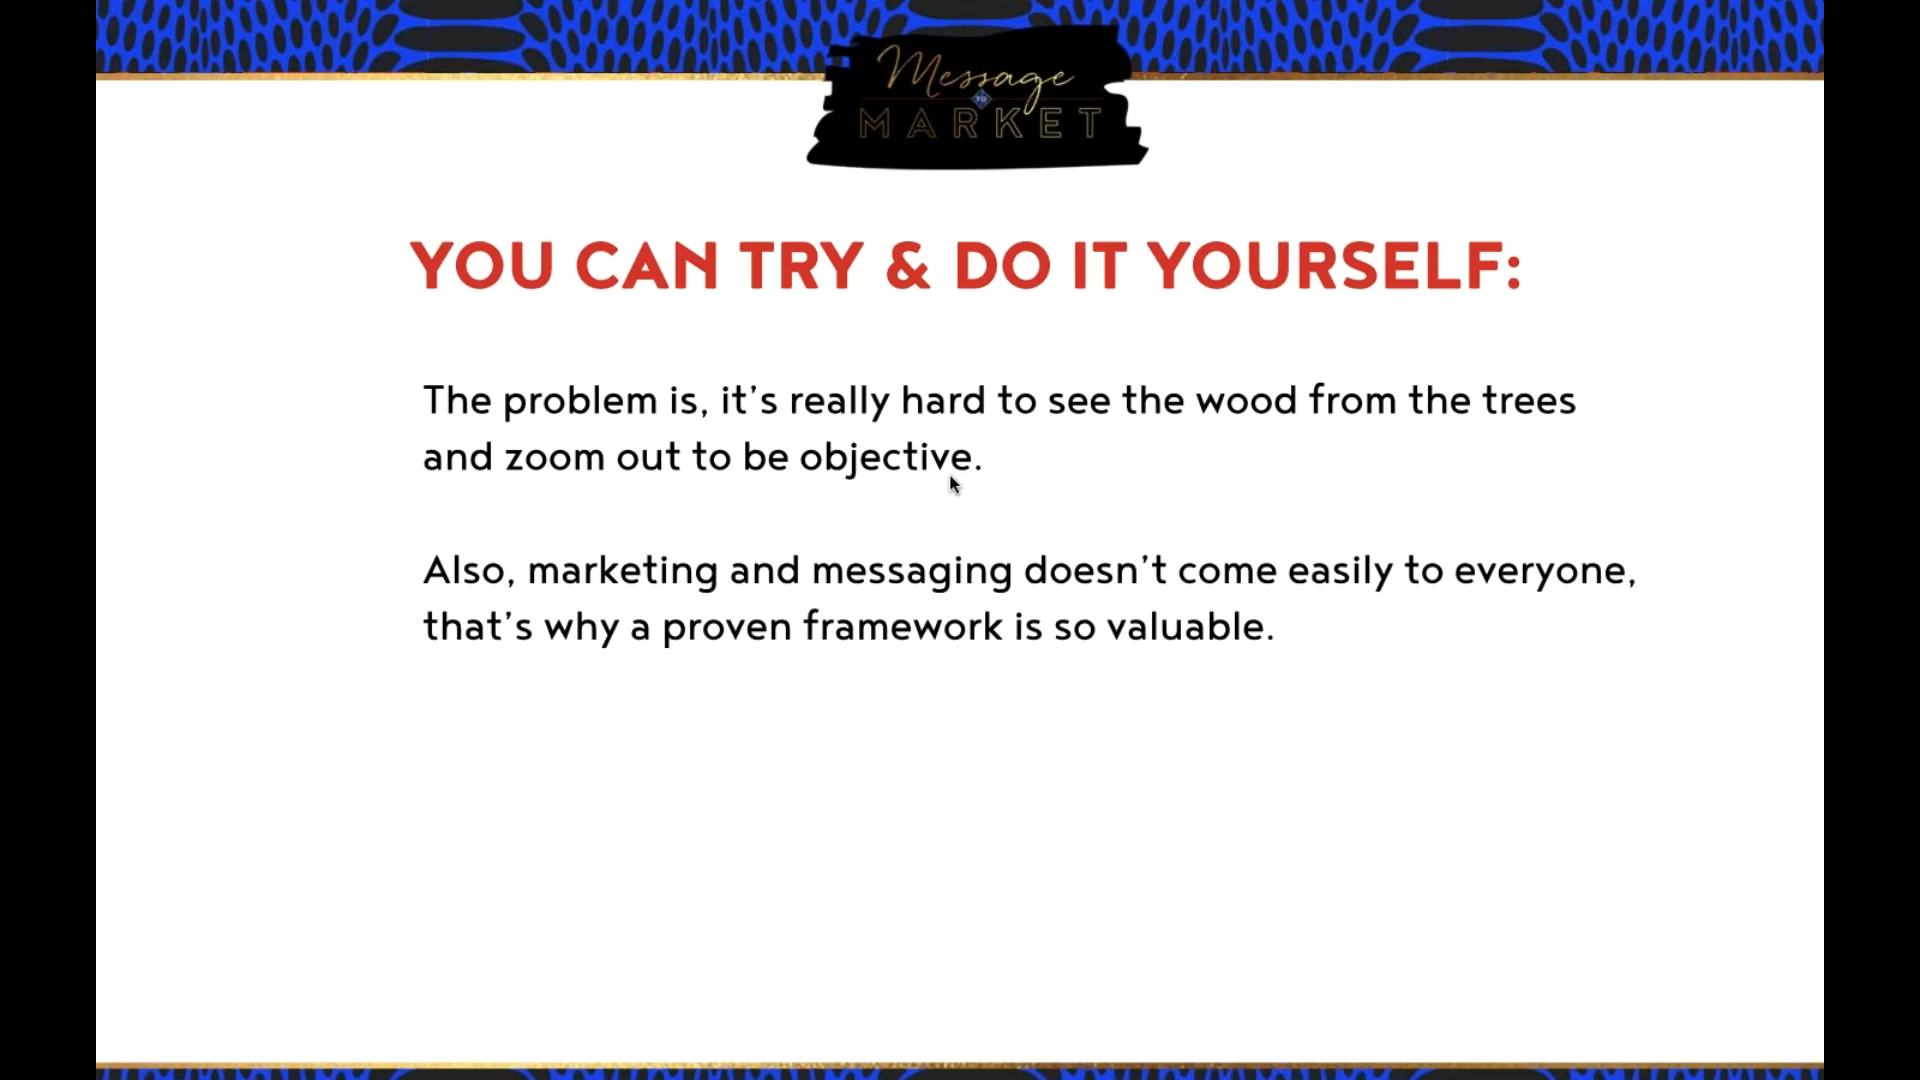 Message
TO
MARKET
YOU CAN TRY & DO IT YOURSELF:
The problem is, it's really hard to see the wood from the trees
and zoom out to be objective.
Also, marketing and messaging doesn't come easily to everyone,
that's why a proven framework is so valuable.